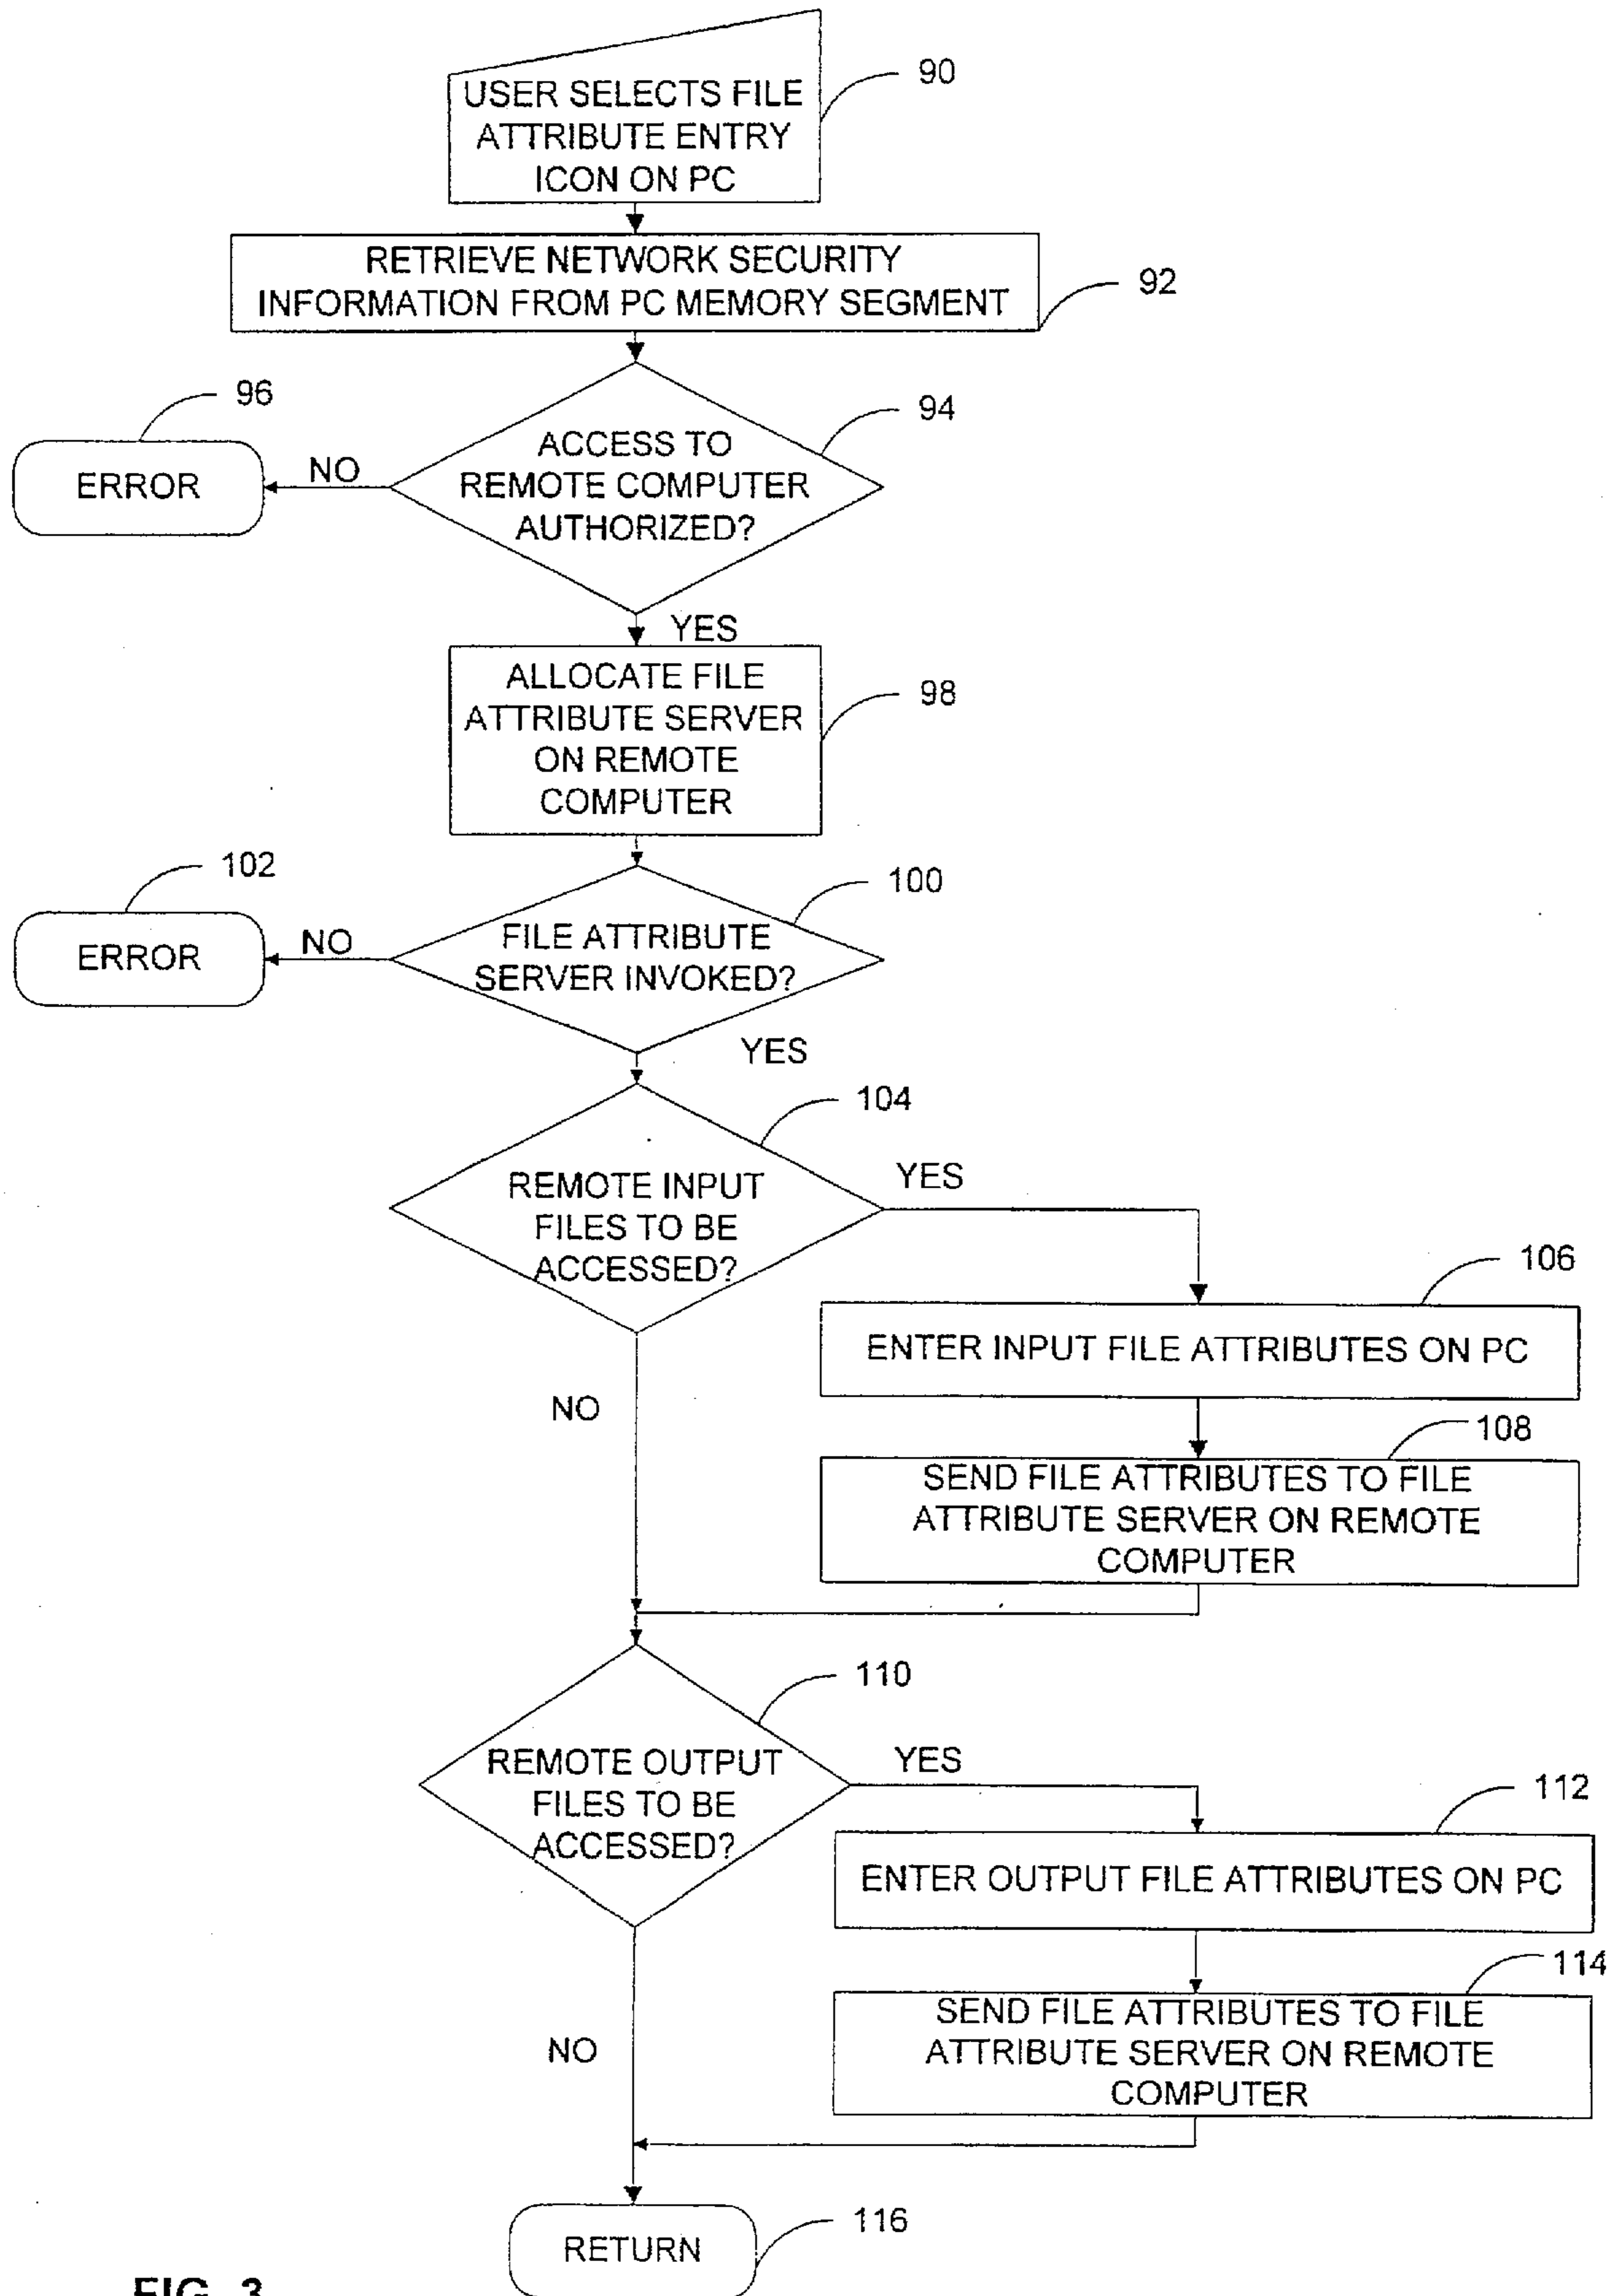 USER SELECTS FILE
ATTRIBUTE ENTRY
ICON ON PC
90
RETRIEVE NETWORK SECURITY
INFORMATION FROM PC MEMORY SEGMENT
92
96
94
ACCESS TO
REMOTE COMPUTER
AUTHORIZED?
NO
ERROR
YES
ALLOCATE FILE
ATTRIBUTE SERVER
ON REMOTE
COMPUTER
98
102
100
FILE ATTRIBUTE
SERVER INVOKED?
NO
ERROR
YES
104
REMOTE INPUT
FILES TO BE
ACCESSED?
YES
106
ENTER INPUT FILE ATTRIBUTES ON PC
NO
108
SEND FILE ATTRIBUTES TO FILE
ATTRIBUTE SERVER ON REMOTE
COMPUTER
110
REMOTE OUTPUT
FILES TO BE
ACCESSED?
YES
112
ENTER OUTPUT FILE ATTRIBUTES ON PC
114
SEND FILE ATTRIBUTES TO FILE
ATTRIBUTE SERVER ON REMOTE
COMPUTER
NO
RETURN
116
FIG. 3